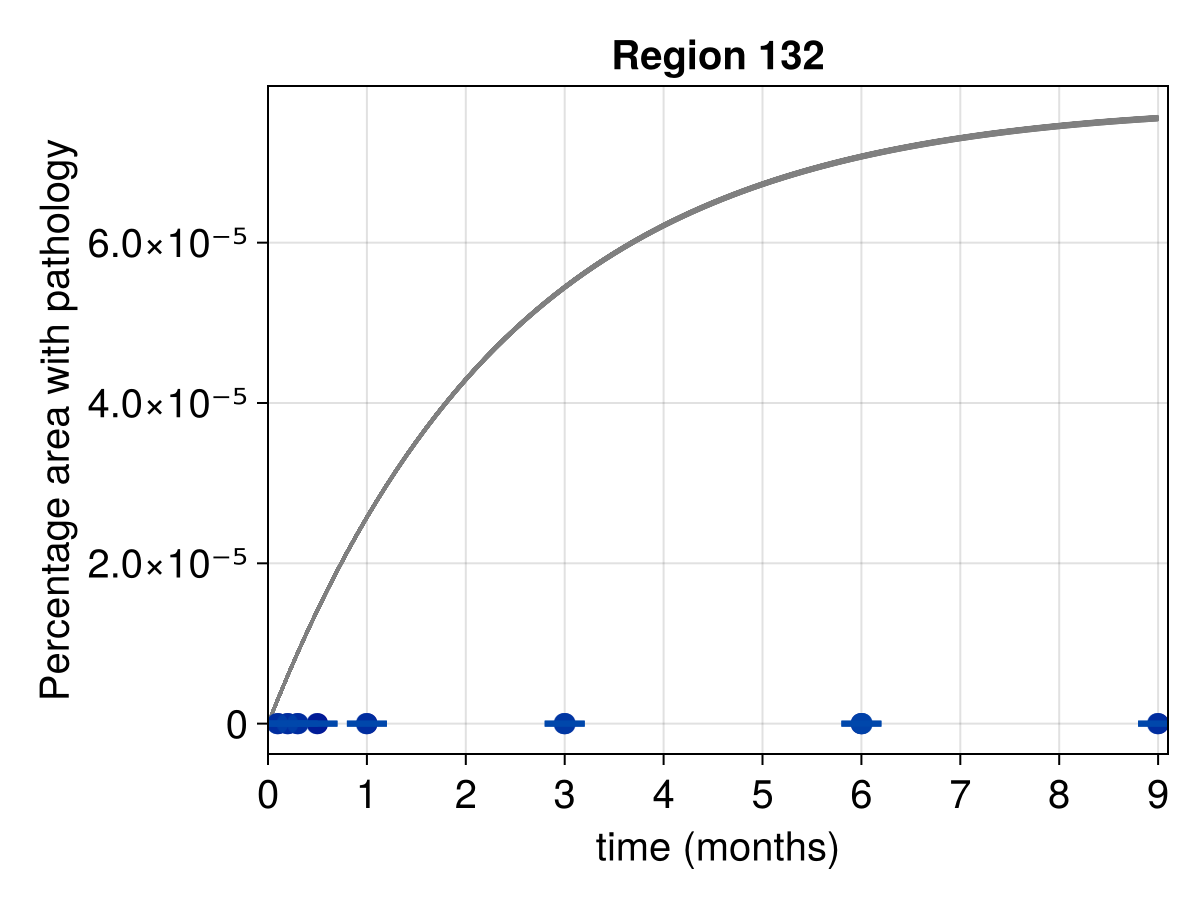 Region 132
Percentage area with pathology
6.0×10⁻⁵
4.0×10⁻⁵
2.0×10⁻⁵
0
0 1 2 3 4 5 6 7 8 9
time (months)